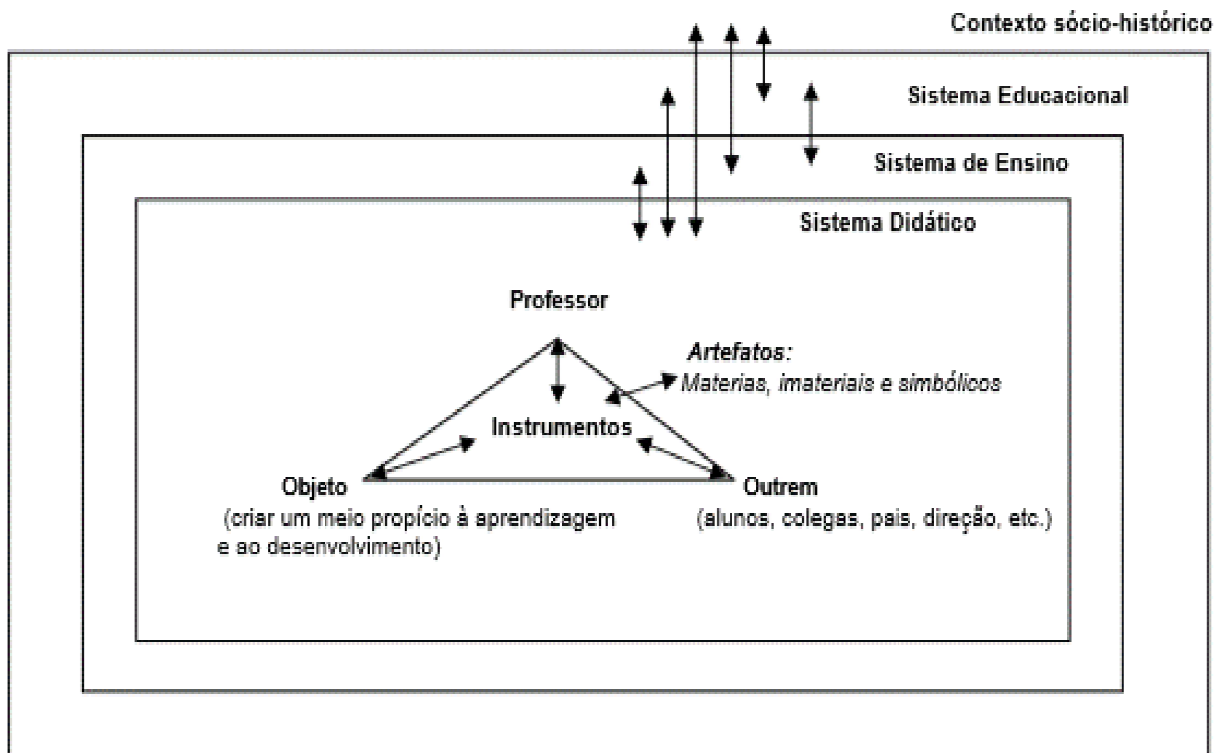 Contexto sócio-histórico
Sistema Educacional
Sistema de Ensino
Sistema Didático
Professor
Artefatos:
Materias, imateriais e simbólicos
Instrumentos
Objeto
(criar um meio propício à aprendizagem
e ao desenvolvimento)
Outrem
(alunos, colegas, pais, direção, etc.)